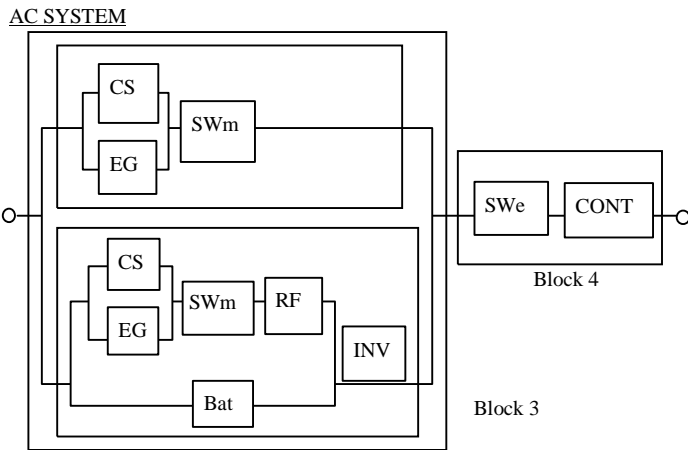 AC SYSTEM
CS
SWm
EG
SWe
CONT
Block 4
CS
SWm
RF
EG
INV
Bat
Block 3